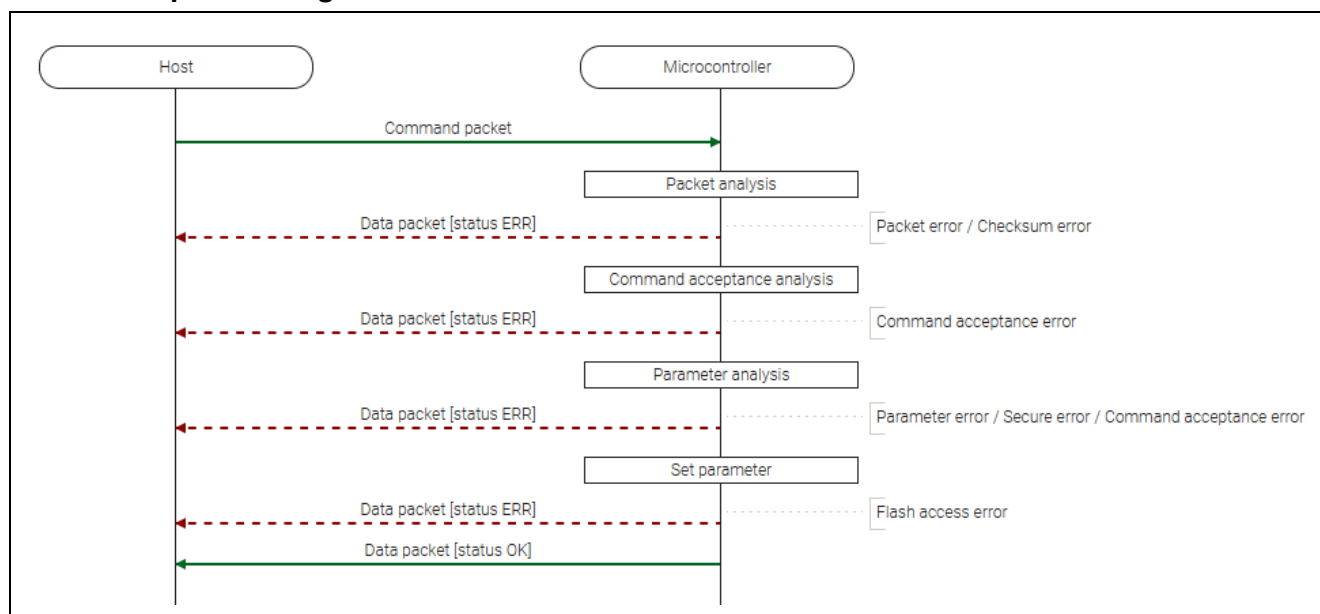 Host
Microcontroller
Command packet
Packet analysis
Data packet [status ERR]
Packet error / Checksum error
Command acceptance analysis
Data packet [status ERR]
Command acceptance error
Parameter analysis
Data packet [status ERR]
Parameter error / Secure error / Command acceptance error
Set parameter
Data packet [status ERR]
Flash access error
Data packet [status OK]